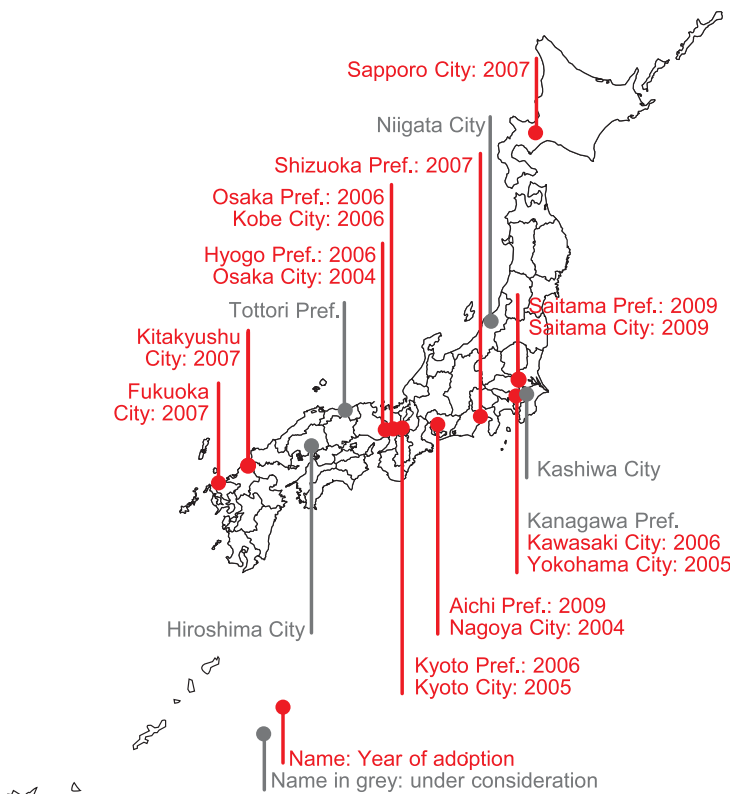 Sapporo City: 2007
Niigata City
Shizuoka Pref.: 2007
Osaka Pref.: 2006
Kobe City: 2006
Hyogo Pref.: 2006
Osaka City: 2004
Tottori Pref.
Saitama Pref.: 2009
Saitama City: 2009
Kitakyushu
City: 2007
Fukuoka
City: 2007
Kashiwa City
Kanagawa Pref.
Kawasaki City: 2006
Yokohama City: 2005
Aichi Pref.: 2009
Nagoya City: 2004
Hiroshima City
Kyoto Pref.: 2006
Kyoto City: 2005
Name: Year of adoption
Name in grey: under consideration